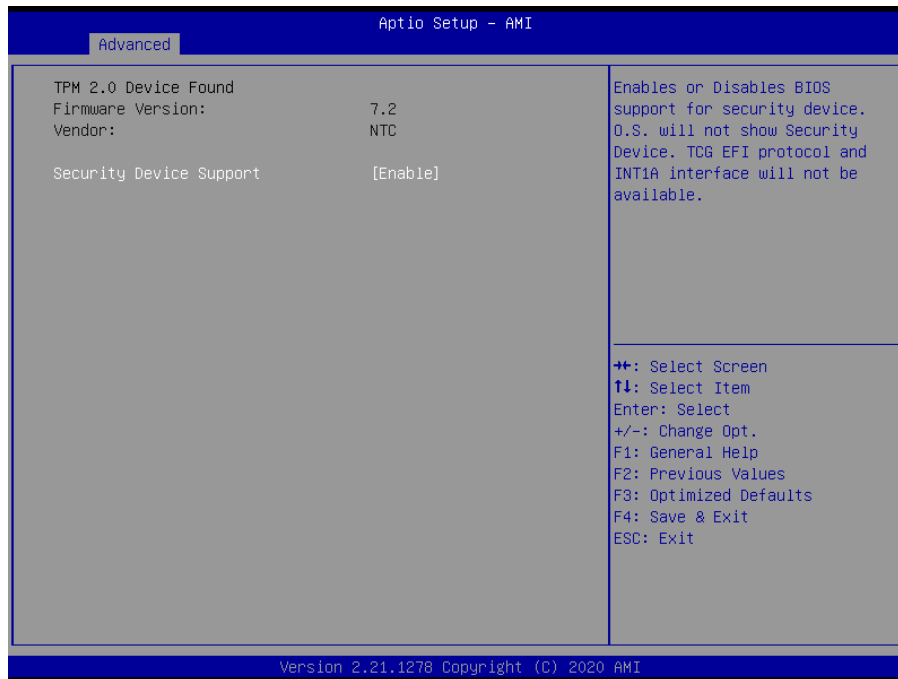 Aptio Setup – AMI
Advanced
TPM 2.0 Device Found
Firmware Version: 7.2
Vendor: NTC
Security Device Support [Enable]
Enables or Disables BIOS
support for security device.
O.S. will not show Security
Device. TCG EFI protocol and
INT1A interface will not be
available.
→←: Select Screen
↑↓: Select Item
Enter: Select
+/-: Change Opt.
F1: General Help
F2: Previous Values
F3: Optimized Defaults
F4: Save & Exit
ESC: Exit
Version 2.21.1278 Copyright (C) 2020 AMI